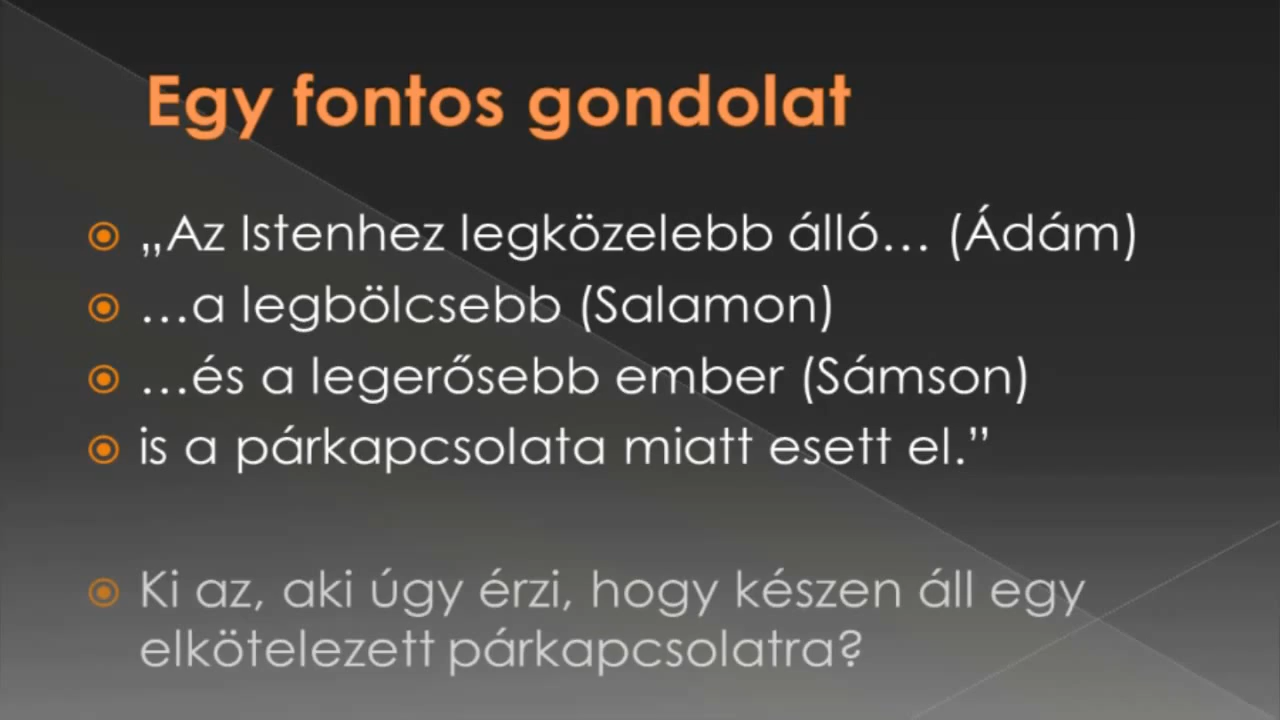 Egy fontos gondolat
„Az Istenhez legközelebb álló… (Ádám)
…a legbölcsebb (Salamon)
…és a legerősebb ember (Sámson)
is a párkapcsolata miatt esett el.”
Ki az, aki úgy érzi, hogy készen áll egy
elkötelezett párkapcsolatra?